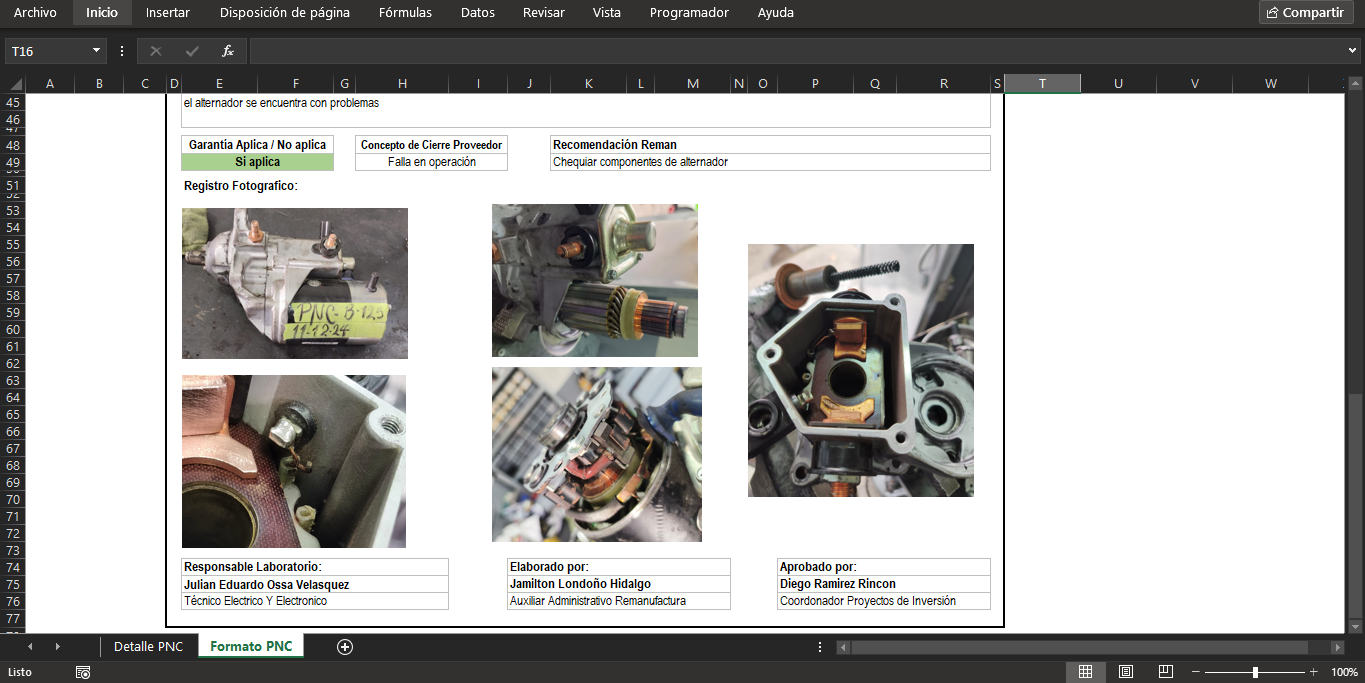 Archivo Inicio Insertar Disposición de página Fórmulas Datos Revisar Vista Programador Ayuda Compartir
T16 fx
A B C D E F G H I J K L M N O P Q R S T U V W
45 el alternador se encuentra con problemas
46
47
48 Garantía Aplica / No aplica Concepto de Cierre Proveedor Recomendación Reman
49 Si aplica Falla en operación Chequiar componentes de alternador
50
51 Registro Fotografico:
52
53
54
55
56
57
58
59 PNC-B-125
60 11-12-24
61
62
63
64
65
66
67
68
69
70
71
72
73
74 Responsable Laboratorio: Elaborado por: Aprobado por:
75 Julian Eduardo Ossa Velasquez Jamilton Londoño Hidalgo Diego Ramirez Rincon
76 Técnico Electrico Y Electronico Auxiliar Administrativo Remanufactura Coordonador Proyectos de Inversión
77
Detalle PNC Formato PNC
Listo 100%